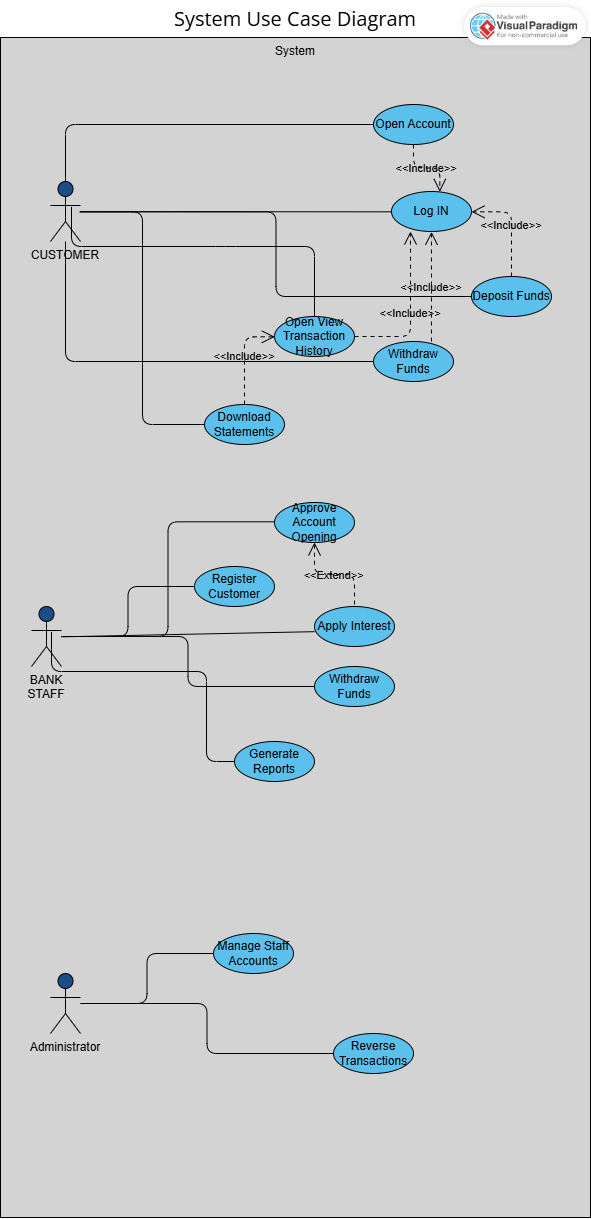 System Use Case Diagram
Made with
Visual Paradigm
For non-commercial use
System
Open Account
<<Include>>
Log IN
<<Include>>
CUSTOMER
<<Include>>
Deposit Funds
<<Include>>
Open View
Transaction
History
<<Include>>
Withdraw
Funds
Download
Statements
Approve
Account
Opening
<<Extend>>
Register
Customer
Apply Interest
BANK
STAFF
Withdraw
Funds
Generate
Reports
Manage Staff
Accounts
Administrator
Reverse
Transactions